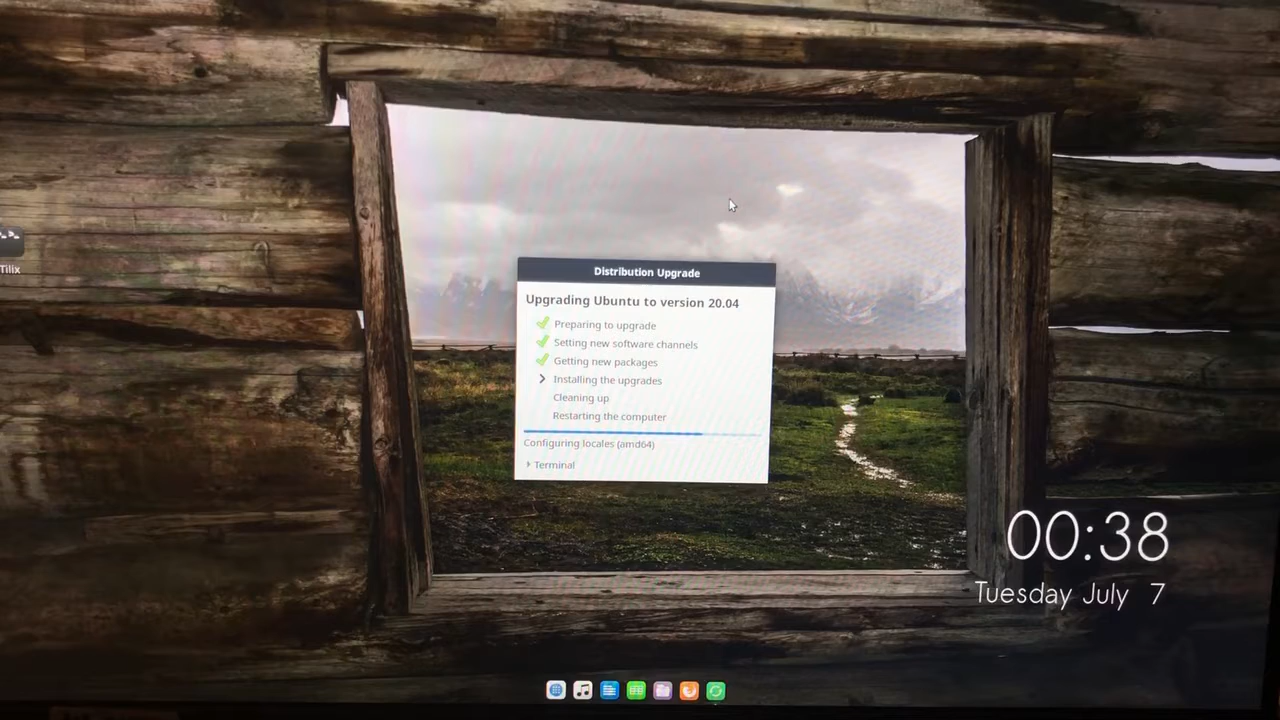 Tilix
Distribution Upgrade
Upgrading Ubuntu to version 20.04
Preparing to upgrade
Setting new software channels
Getting new packages
Installing the upgrades
Cleaning up
Restarting the computer
Configuring locales (amd64)
Terminal
00:38
Tuesday July 7